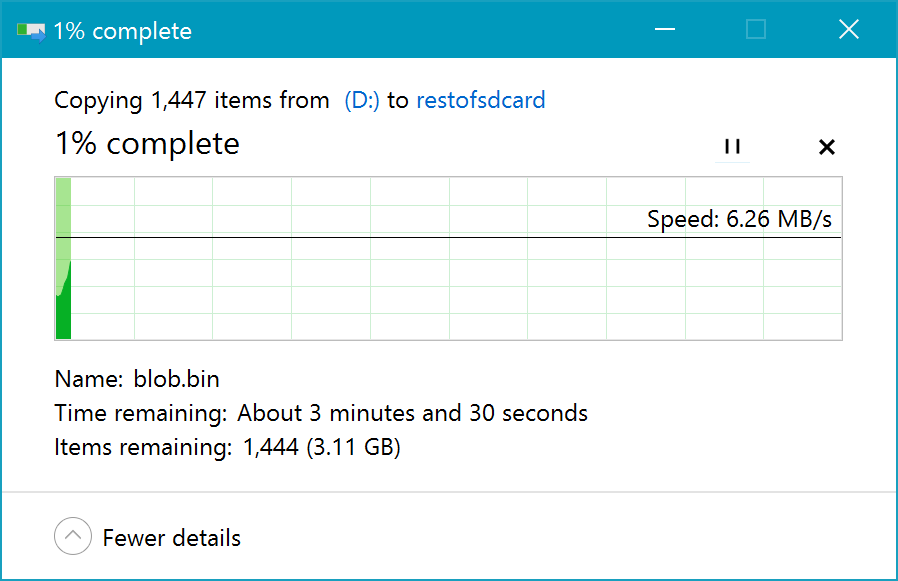 1% complete
Copying 1,447 items from (D:) to restofsdcard
1% complete
Speed: 6.26 MB/s
Name: blob.bin
Time remaining: About 3 minutes and 30 seconds
Items remaining: 1,444 (3.11 GB)
Fewer details